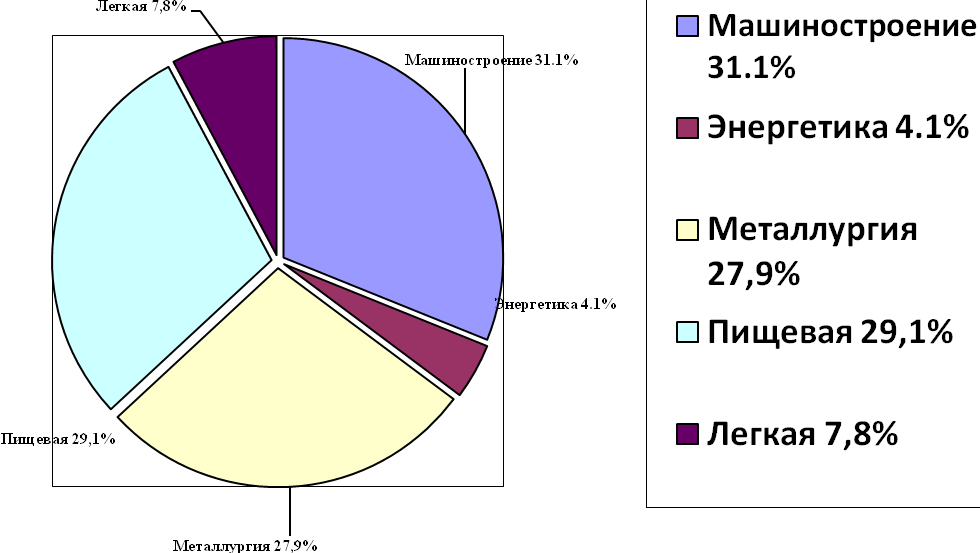 Легкая 7,8%
Машиностроение 31.1%
Энергетика 4.1%
Пищевая 29,1%
Металлургия 27,9%
Машиностроение
31.1%
Энергетика 4.1%
Металлургия
27,9%
Пищевая 29,1%
Легкая 7,8%